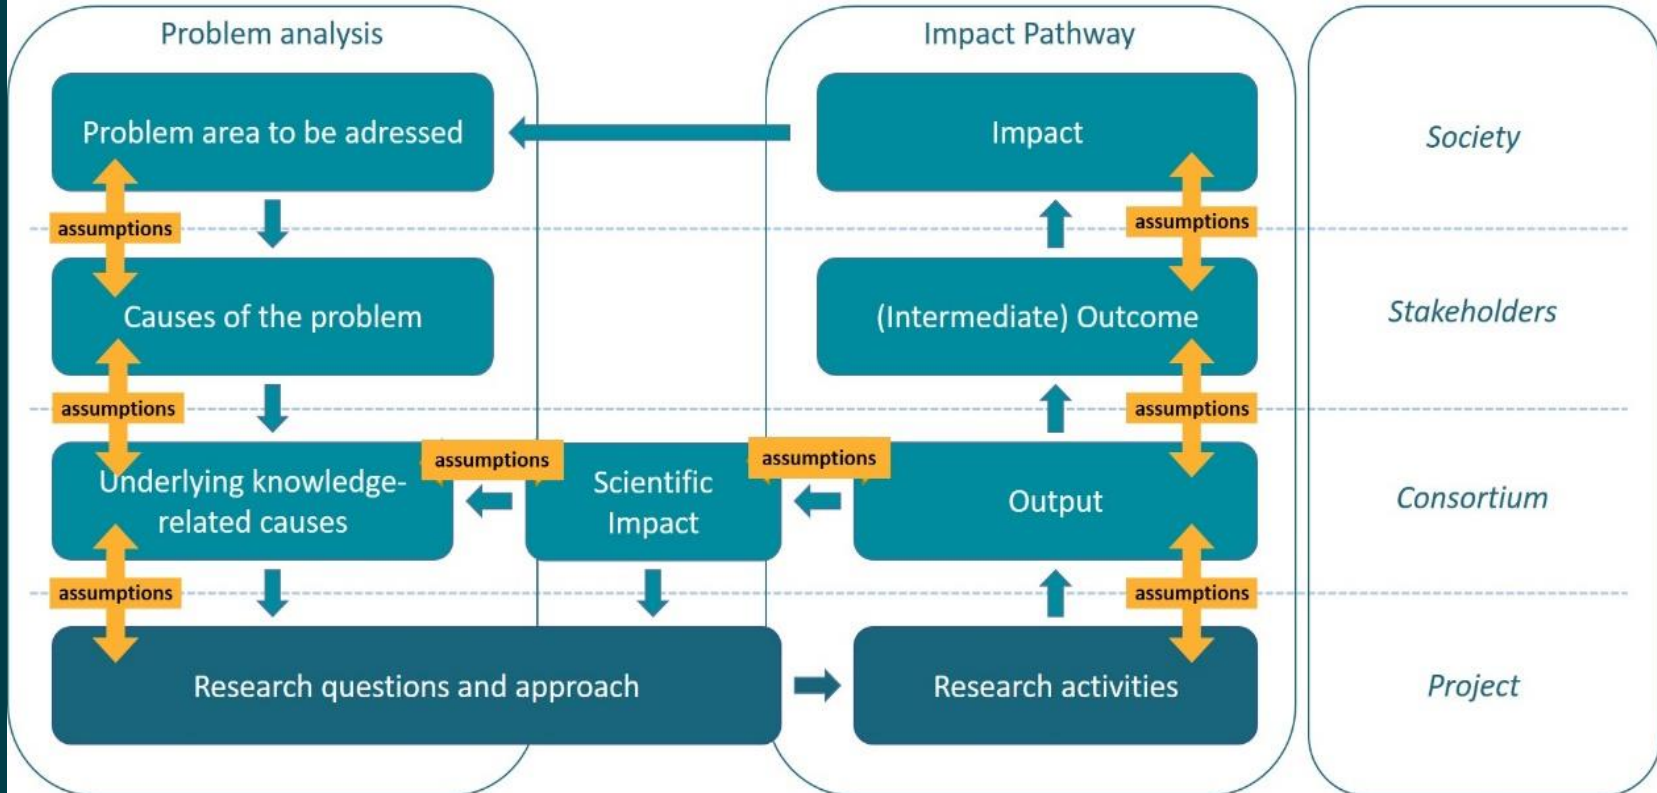 Problem analysis
Impact Pathway
Problem area to be adressed
Impact
Society
assumptions
assumptions
Causes of the problem
(Intermediate) Outcome
Stakeholders
assumptions
assumptions
assumptions
assumptions
Underlying knowledge-
related causes
Scientific
Impact
Output
Consortium
assumptions
assumptions
Research questions and approach
Research activities
Project